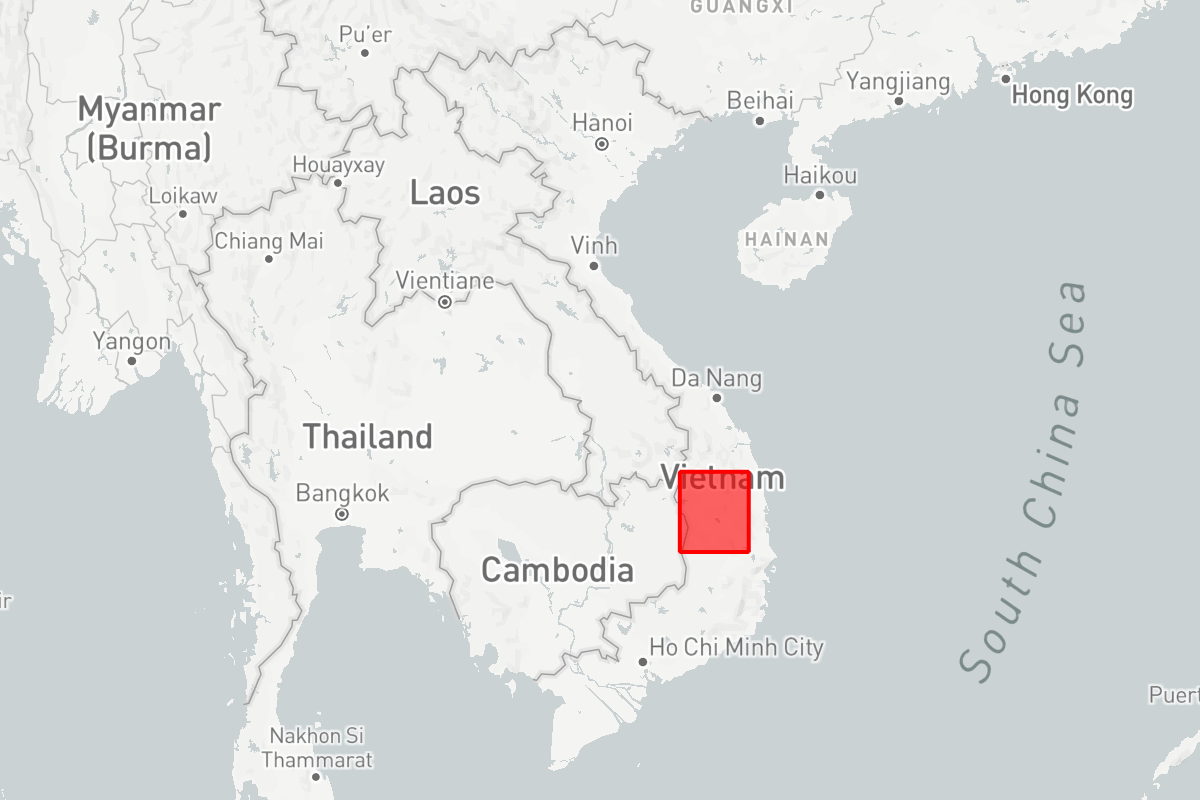 GUANGXI
Pu'er
Yangjiang
Beihai
Hong Kong
Myanmar
(Burma)
Hanoi
Houayxay
Haikou
Laos
Loikaw
Chiang Mai
Vinh
HAINAN
Vientiane
Yangon
South China Sea
Da Nang
Thailand
Vietnam
Bangkok
Cambodia
ir
Ho Chi Minh City
Puert
Nakhon Si
Thammarat